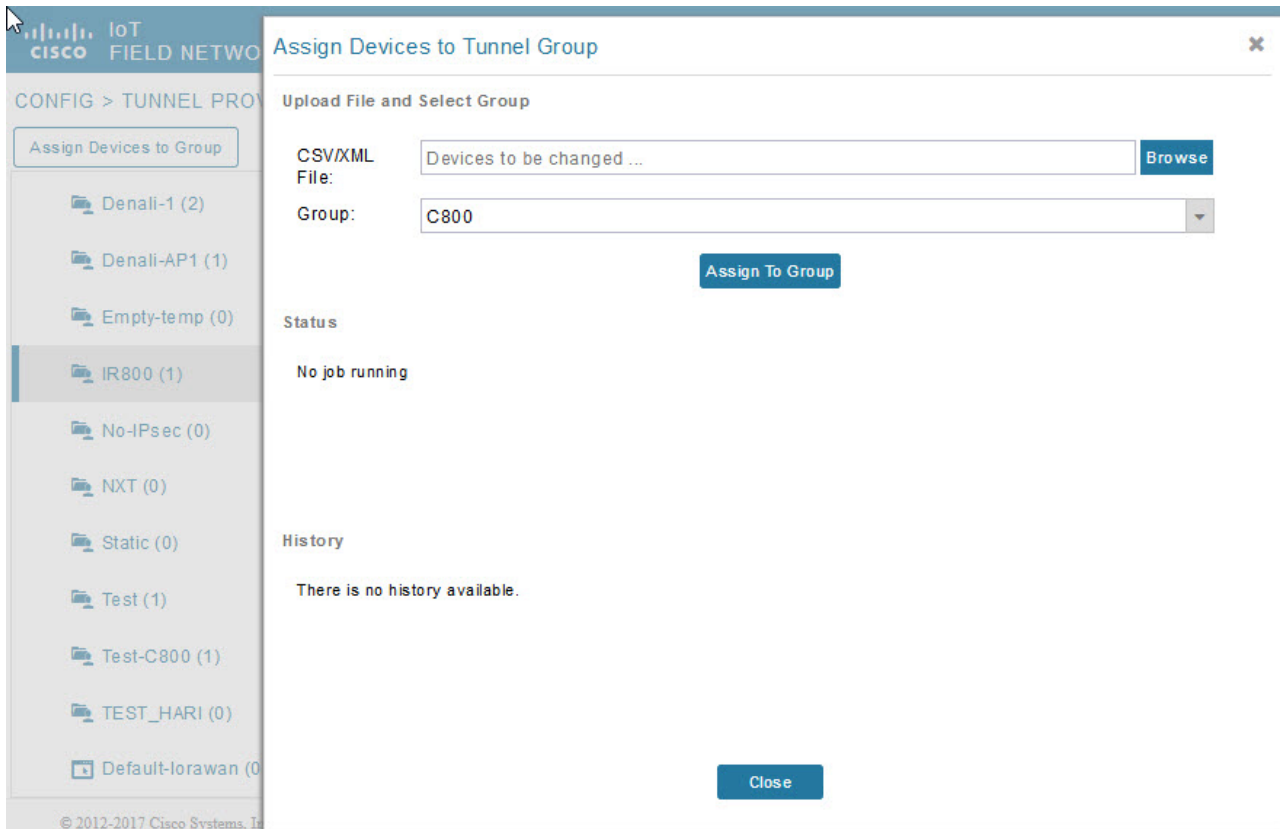 IoT
CISCO FIELD NETWO
CONFIG > TUNNEL PROV
Assign Devices to Group
Denali-1 (2)
Denali-AP1 (1)
Empty-temp (0)
IR800 (1)
No-IPsec (0)
NXT (0)
Static (0)
Test (1)
Test-C800 (1)
TEST_HARI (0)
Default-lorawan (0
© 2012-2017 Cisco Systems, In
Assign Devices to Tunnel Group
Upload File and Select Group
CSV/XML
File:
Devices to be changed ...
Browse
Group:
C800
Assign To Group
Status
No job running
History
There is no history available.
Close